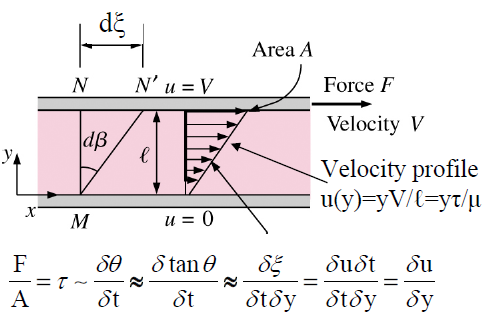 dξ
Area A
N N′ u = V
Force F
Velocity V
dβ
ℓ
y
Velocity profile
u(y)=yV/ℓ=yτ/μ
x
M u = 0
F/A = τ ~ δθ/δt ≈ δ tan θ/δt ≈ δξ/δtδy = δuδt/δtδy = δu/δy